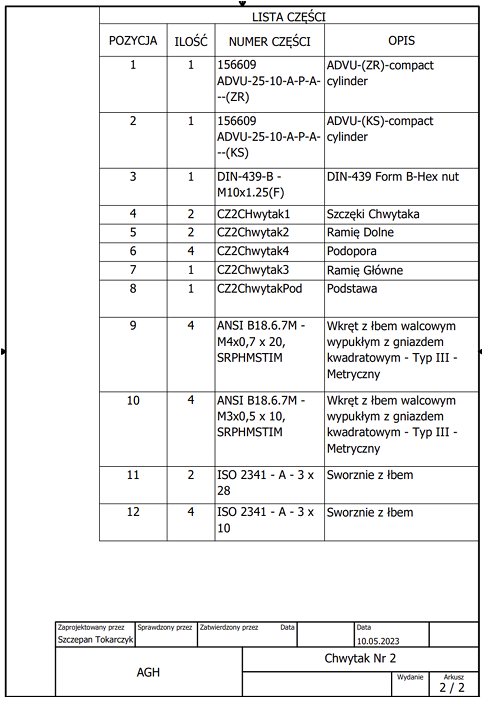 LISTA CZĘŚCI
POZYCJA ILOŚĆ NUMER CZĘŚCI OPIS
1 1 156609 ADVU-(ZR)-compact
ADVU-25-10-A-P-A- cylinder
--(ZR)
2 1 156609 ADVU-(KS)-compact
ADVU-25-10-A-P-A- cylinder
--(KS)
3 1 DIN-439-B - DIN-439 Form B-Hex nut
M10x1.25(F)
4 2 CZ2CHwytak1 Szczęki Chwytaka
5 2 CZ2Chwytak2 Ramię Dolne
6 4 CZ2Chwytak4 Podopora
7 1 CZ2Chwytak3 Ramię Główne
8 1 CZ2ChwytakPod Podstawa
9 4 ANSI B18.6.7M - Wkręt z łbem walcowym
M4x0,7 x 20, wypukłym z gniazdem
SRPHMSTIM kwadratowym - Typ III -
Metryczny
10 4 ANSI B18.6.7M - Wkręt z łbem walcowym
M3x0,5 x 10, wypukłym z gniazdem
SRPHMSTIM kwadratowym - Typ III -
Metryczny
11 2 ISO 2341 - A - 3 x Sworznie z łbem
28
12 4 ISO 2341 - A - 3 x Sworznie z łbem
10
Zaprojektowany przez Sprawdzony przez Zatwierdzony przez Data Data
Szczepan Tokarczyk 10.05.2023
AGH Chwytak Nr 2
Wydanie Arkusz
2 / 2